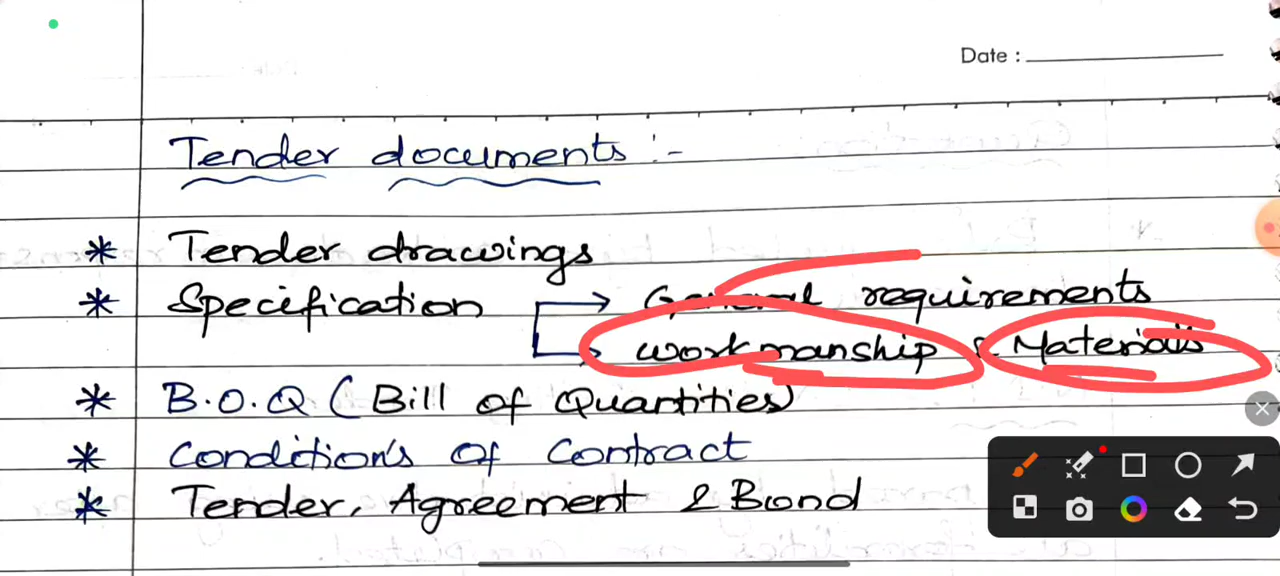 Date :
Tender documents :-
* Tender drawings
* Specification → General requirements
→ workmanship & Materials
* B.O.Q ( Bill of Quantities)
* Condition's of Contract
* Tender, Agreement & Bond